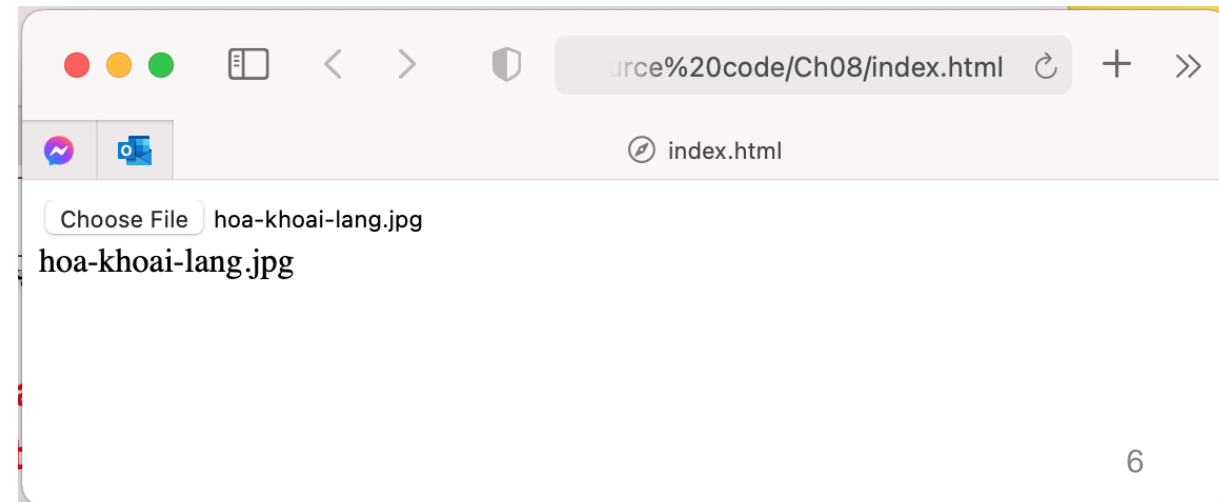 urce%20code/Ch08/index.html
index.html
Choose File hoa-khoai-lang.jpg
hoa-khoai-lang.jpg
6